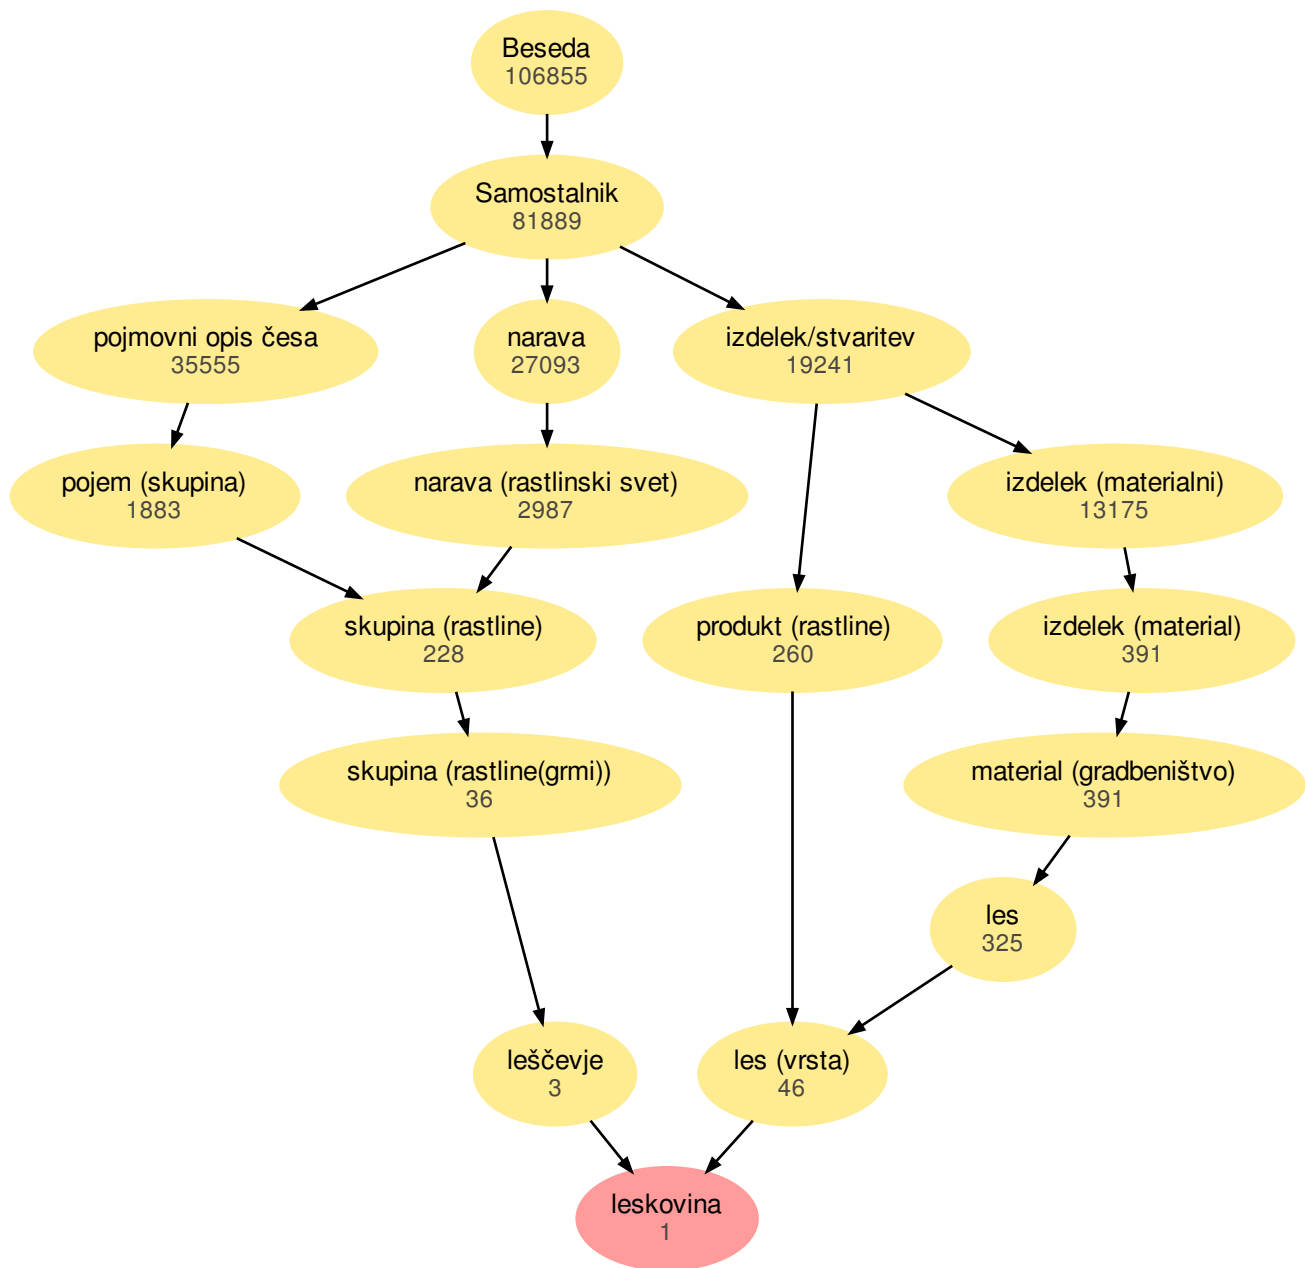 Beseda
106855
Samostalnik
81889
pojmovni opis česa
35555
narava
27093
izdelek/stvaritev
19241
pojem (skupina)
1883
narava (rastlinski svet)
2987
izdelek (materialni)
13175
skupina (rastline)
228
produkt (rastline)
260
izdelek (material)
391
skupina (rastline(grmi))
36
material (gradbeništvo)
391
les
325
leščevje
3
les (vrsta)
46
leskovina
1